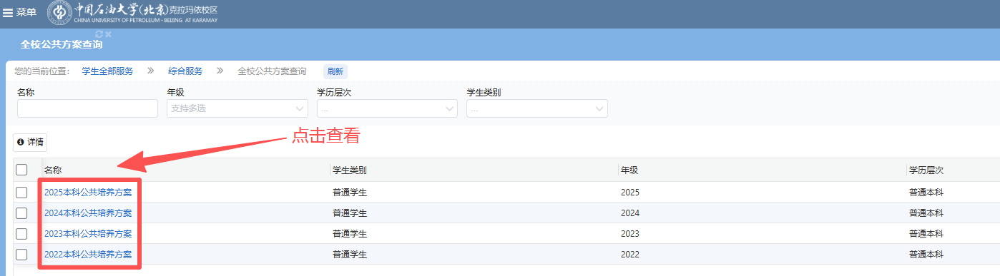 菜单
中国石油大学(北京)克拉玛依校区
CHINA UNIVERSITY OF PETROLEUM-BEIJING AT KARAMAY
全校公共方案查询
您的当前位置： 学生全部服务 » 综合服务 » 全校公共方案查询 刷新
名称 年级 学历层次 学生类别
支持多选 ... ...
详情
点击查看
名称 学生类别 年级 学历层次
2025本科公共培养方案 普通学生 2025 普通本科
2024本科公共培养方案 普通学生 2024 普通本科
2023本科公共培养方案 普通学生 2023 普通本科
2022本科公共培养方案 普通学生 2022 普通本科